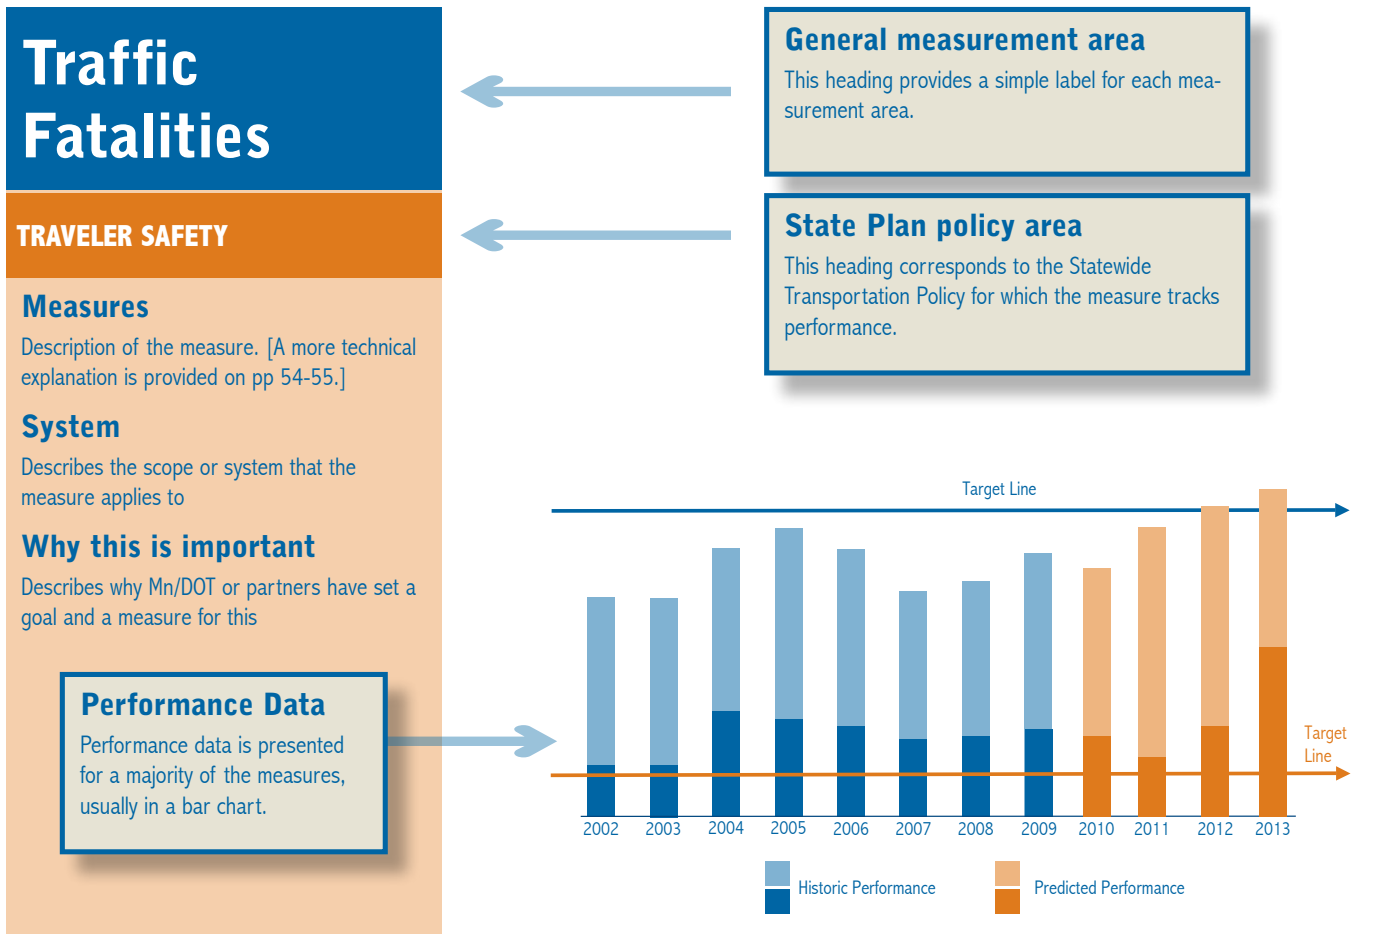 Traffic
Fatalities
TRAVELER SAFETY
Measures
Description of the measure. [A more technical
explanation is provided on pp 54-55.]
System
Describes the scope or system that the
measure applies to
Why this is important
Describes why Mn/DOT or partners have set a
goal and a measure for this
Performance Data
Performance data is presented
for a majority of the measures,
usually in a bar chart.
General measurement area
This heading provides a simple label for each mea-
surement area.
State Plan policy area
This heading corresponds to the Statewide
Transportation Policy for which the measure tracks
performance.
Target Line
Target
Line
2002 2003 2004 2005 2006 2007 2008 2009 2010 2011 2012 2013
Historic Performance
Predicted Performance